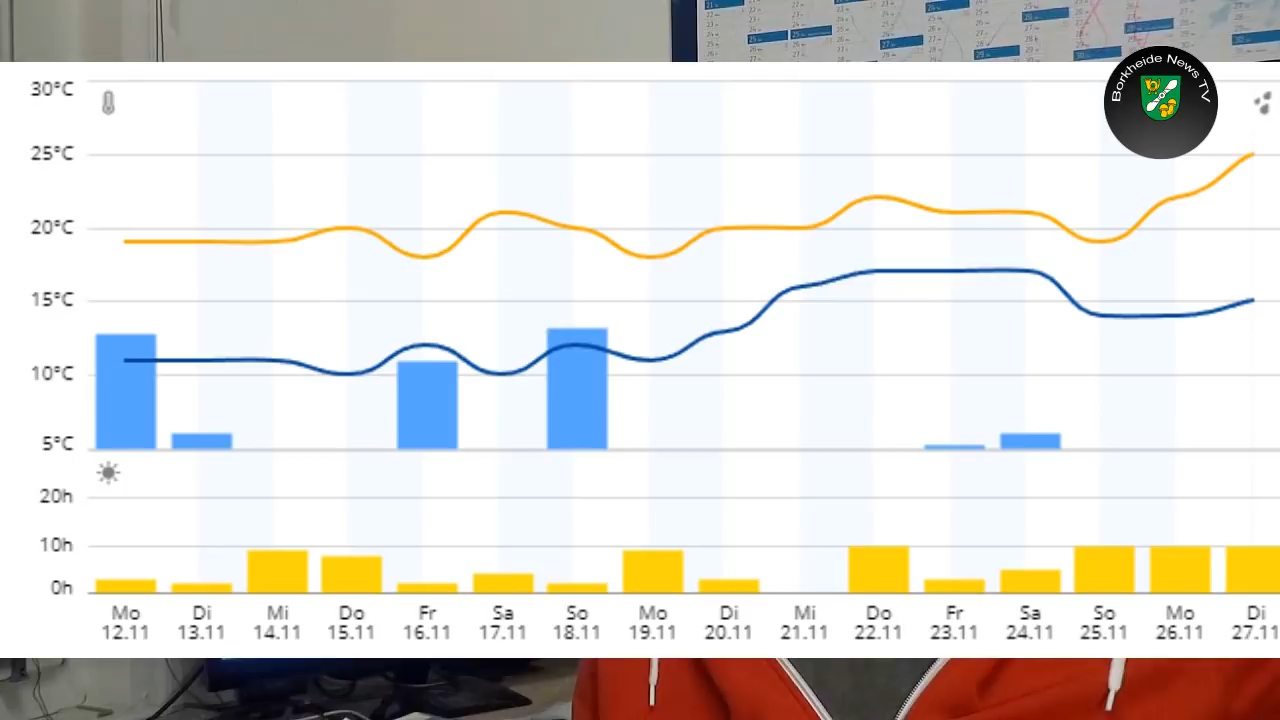 Borkheide News TV
30°C
25°C
20°C
15°C
10°C
5°C
20h
10h
0h
Mo Di Mi Do Fr Sa So Mo Di Mi Do Fr Sa So Mo Di
12.11 13.11 14.11 15.11 16.11 17.11 18.11 19.11 20.11 21.11 22.11 23.11 24.11 25.11 26.11 27.11